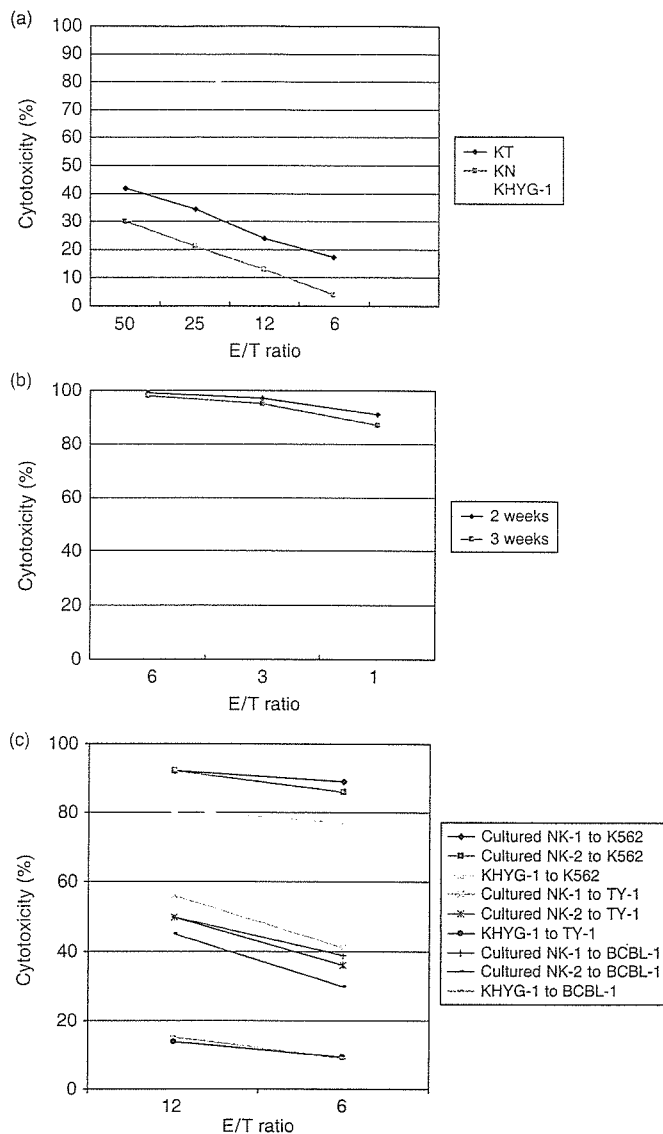 (a)
100
90
80
70
60
50
40
30
20
10
0
Cytotoxicity (%)
50 25 12 6
E/T ratio
KT
KN
KHYG-1
(b)
100
80
60
40
20
0
Cytotoxicity (%)
6 3 1
E/T ratio
2 weeks
3 weeks
(c)
100
80
60
40
20
0
Cytotoxicity (%)
12 6
E/T ratio
Cultured NK-1 to K562
Cultured NK-2 to K562
KHYG-1 to K562
Cultured NK-1 to TY-1
Cultured NK-2 to TY-1
KHYG-1 to TY-1
Cultured NK-1 to BCBL-1
Cultured NK-2 to BCBL-1
KHYG-1 to BCBL-1